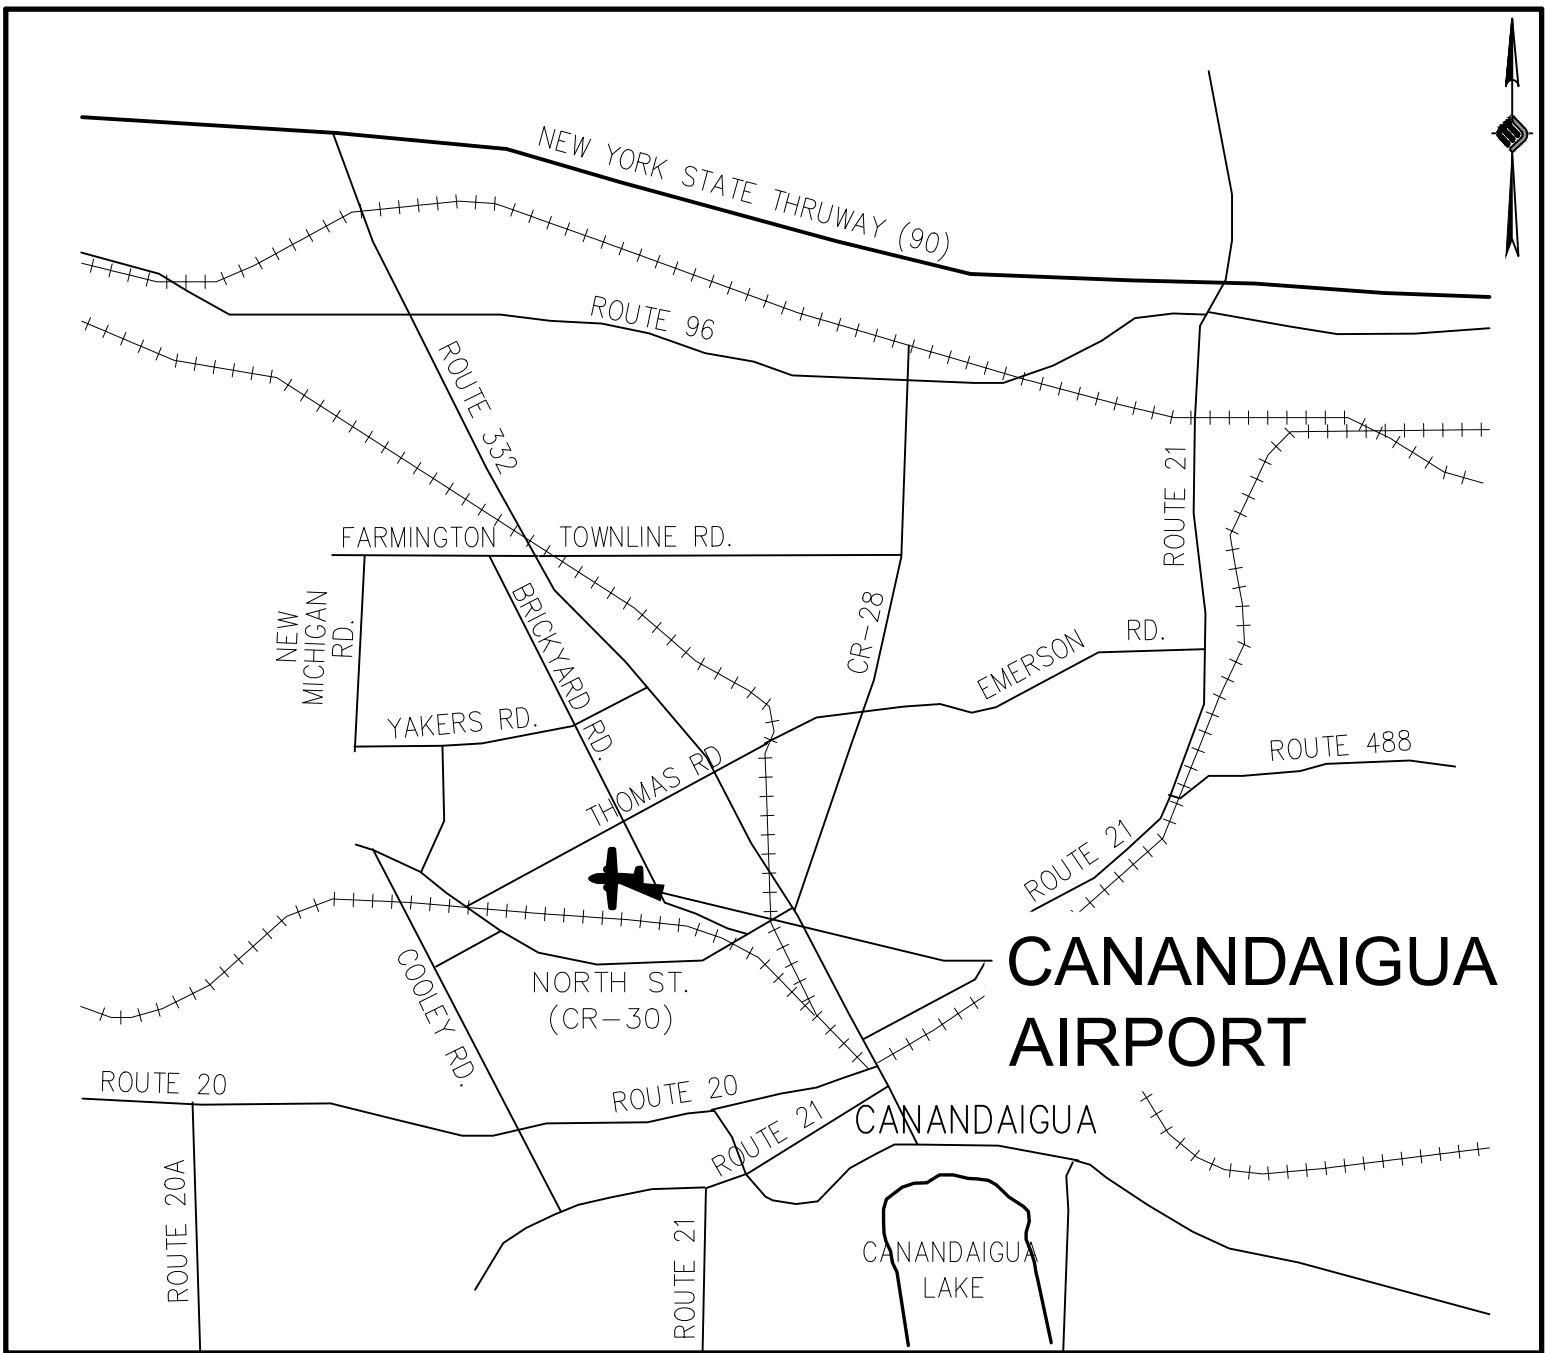 NEW YORK STATE THRUWAY (90)
ROUTE 96
ROUTE 332
ROUTE 21
FARMINGTON TOWNLINE RD.
NEW
MICHIGAN
RD.
BRICKYARD RD.
CR-28
EMERSON RD.
YAKERS RD.
ROUTE 488
THOMAS RD
ROUTE 21
CANANDAIGUA
AIRPORT
COOLEY RD.
NORTH ST.
(CR-30)
ROUTE 20
ROUTE 20
ROUTE 21
CANANDAIGUA
ROUTE 20A
ROUTE 21
CANANDAIGUA
LAKE